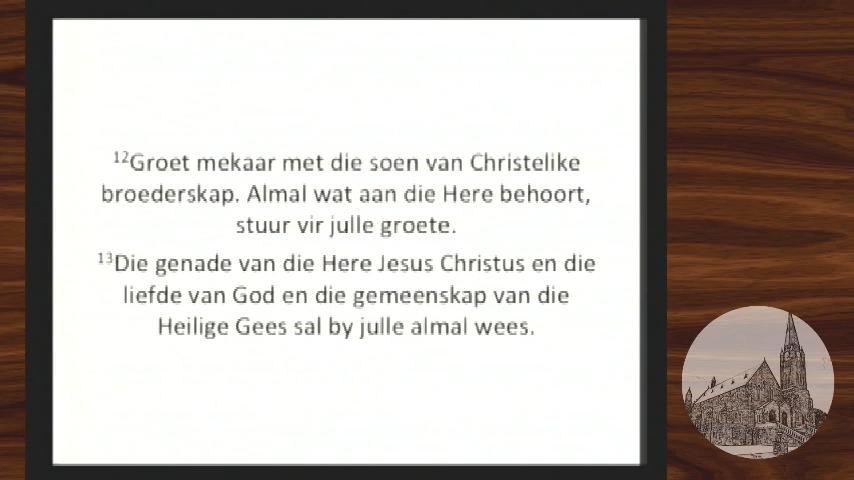 ¹²Groet mekaar met die soen van Christelike
broederskap. Almal wat aan die Here behoort,
stuur vir julle groete.
¹³Die genade van die Here Jesus Christus en die
liefde van God en die gemeenskap van die
Heilige Gees sal by julle almal wees.